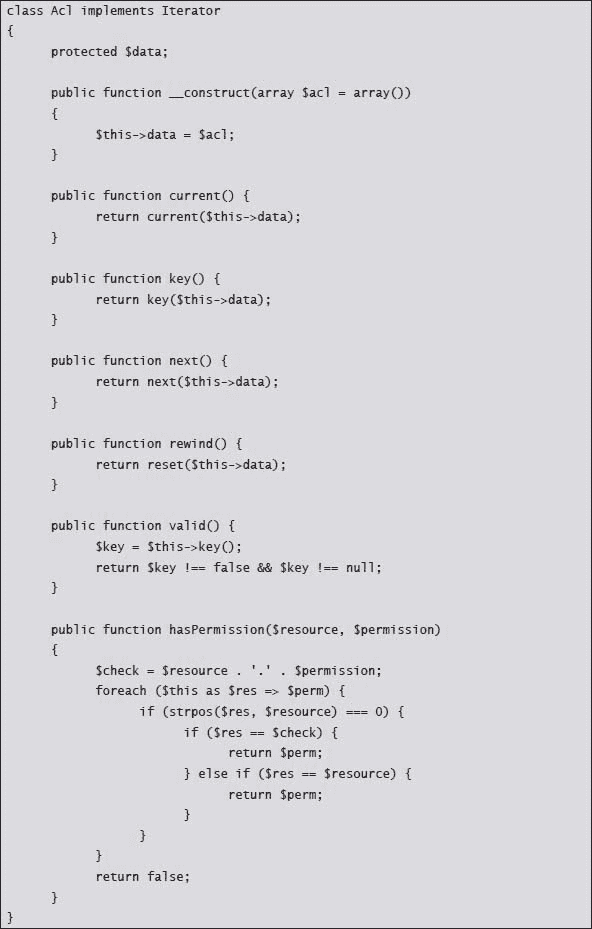 class Acl implements Iterator
{
      protected $data;

      public function __construct(array $acl = array())
      {
            $this->data = $acl;
      }

      public function current() {
            return current($this->data);
      }

      public function key() {
            return key($this->data);
      }

      public function next() {
            return next($this->data);
      }

      public function rewind() {
            return reset($this->data);
      }

      public function valid() {
            $key = $this->key();
            return $key !== false && $key !== null;
      }

      public function hasPermission($resource, $permission)
      {
            $check = $resource . '.' . $permission;
            foreach ($this as $res => $perm) {
                  if (strpos($res, $resource) === 0) {
                        if ($res == $check) {
                              return $perm;
                        } else if ($res == $resource) {
                              return $perm;
                        }
                  }
            }
            return false;
      }
}